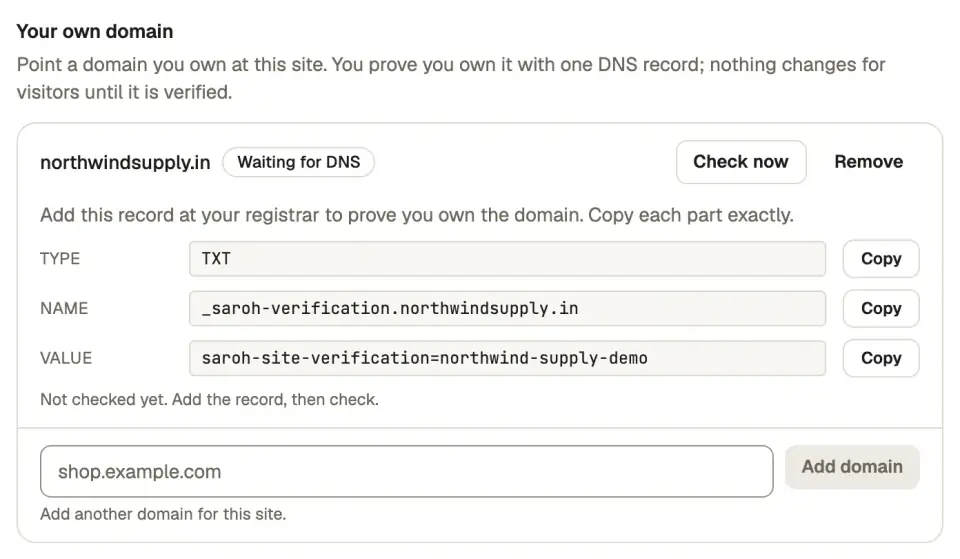 Your own domain
Point a domain you own at this site. You prove you own it with one DNS record; nothing changes for
visitors until it is verified.
northwindsupply.in Waiting for DNS Check now Remove
Add this record at your registrar to prove you own the domain. Copy each part exactly.
TYPE TXT Copy
NAME _saroh-verification.northwindsupply.in Copy
VALUE saroh-site-verification=northwind-supply-demo Copy
Not checked yet. Add the record, then check.
shop.example.com Add domain
Add another domain for this site.